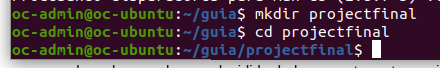 oc-admin@oc-ubuntu:~/guia$ mkdir projectfinal
oc-admin@oc-ubuntu:~/guia$ cd projectfinal
oc-admin@oc-ubuntu:~/guia/projectfinal$